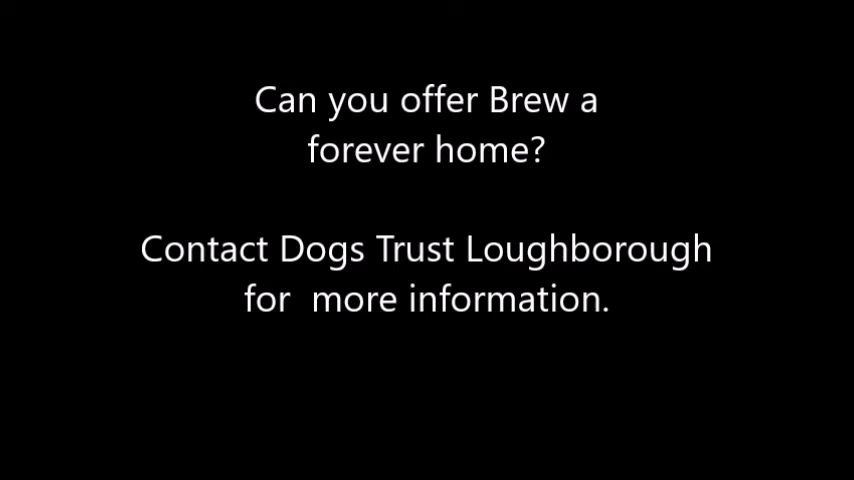 Can you offer Brew a
forever home?
Contact Dogs Trust Loughborough
for  more information.